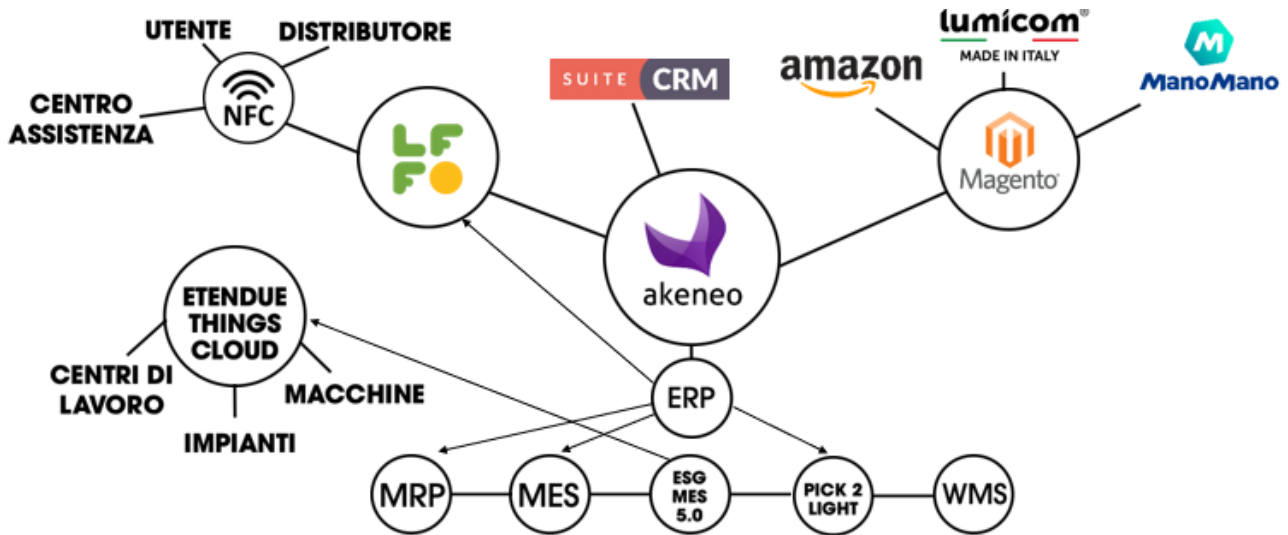 UTENTE
DISTRIBUTORE
CENTRO
ASSISTENZA
NFC
LF
FO
SUITE CRM
amazon
lumicom®
MADE IN ITALY
ManoMano
Magento
akeneo
ETENDUE
THINGS
CLOUD
CENTRI DI
LAVORO
IMPIANTI
MACCHINE
ERP
MRP
MES
ESG
MES
5.0
PICK 2
LIGHT
WMS